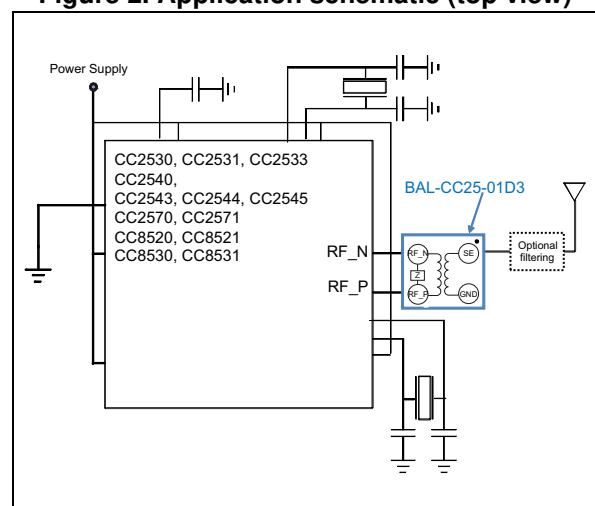 Figure 2. Application schematic (top view)
Power Supply
CC2530, CC2531, CC2533
CC2540,
CC2543, CC2544, CC2545
CC2570, CC2571
CC8520, CC8521
CC8530, CC8531
BAL-CC25-01D3
RF_N
RF_P
RF_N
SE
Z
RF_P
GND
Optional
filtering